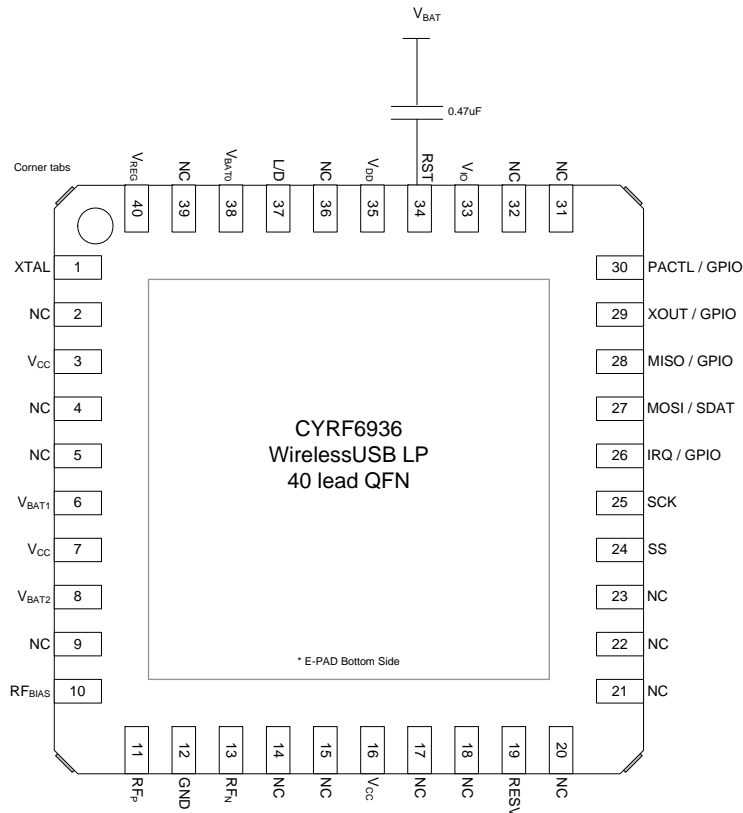 VBAT
0.47uF
Corner tabs
VREG
NC
VBAT0
L/D
NC
VDD
RST
VIO
NC
NC
40
39
38
37
36
35
34
33
32
31
XTAL 1
NC 2
VCC 3
NC 4
NC 5
VBAT1 6
VCC 7
VBAT2 8
NC 9
RFBIAS 10
CYRF6936
WirelessUSB LP
40 lead QFN
* E-PAD Bottom Side
30 PACTL / GPIO
29 XOUT / GPIO
28 MISO / GPIO
27 MOSI / SDAT
26 IRQ / GPIO
25 SCK
24 SS
23 NC
22 NC
21 NC
11
12
13
14
15
16
17
18
19
20
RFP
GND
RFN
NC
NC
VCC
NC
NC
RESV
NC